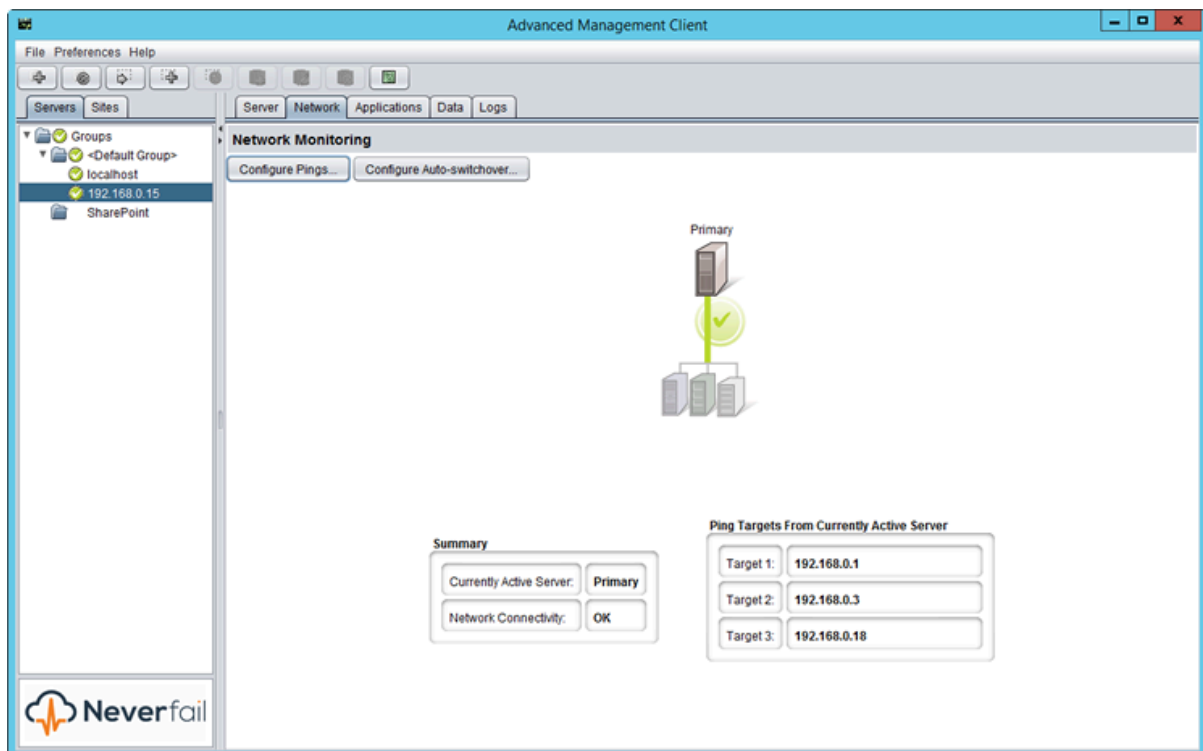 Advanced Management Client
File Preferences Help
Servers Sites
Server Network Applications Data Logs
Groups
<Default Group>
localhost
192.168.0.15
SharePoint
Network Monitoring
Configure Pings... Configure Auto-switchover...
Primary
Summary
Currently Active Server: Primary
Network Connectivity: OK
Ping Targets From Currently Active Server
Target 1: 192.168.0.1
Target 2: 192.168.0.3
Target 3: 192.168.0.18
Neverfail